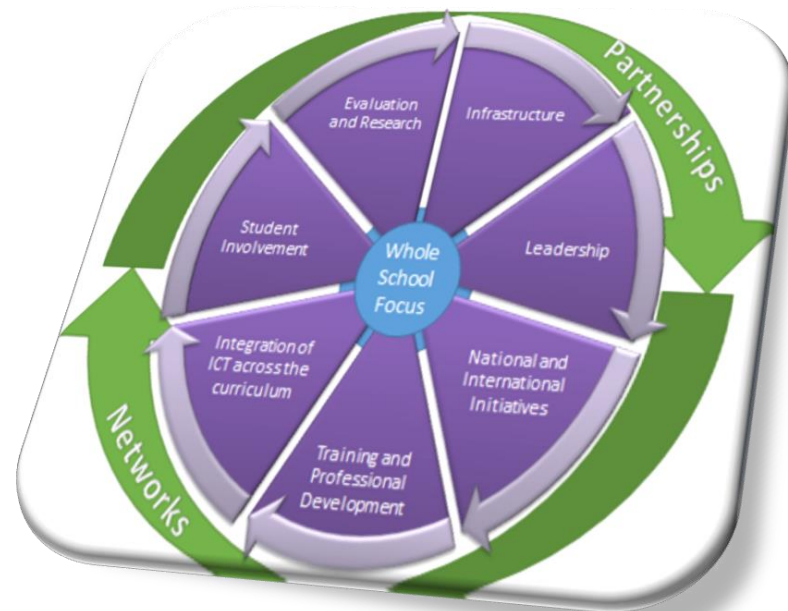 Partnerships
Infrastructure
Leadership
National and
International
Initiatives
Training and
Professional
Development
Integration of
ICT across the
curriculum
Student
Involvement
Evaluation
and Research
Whole
School
Focus
Networks